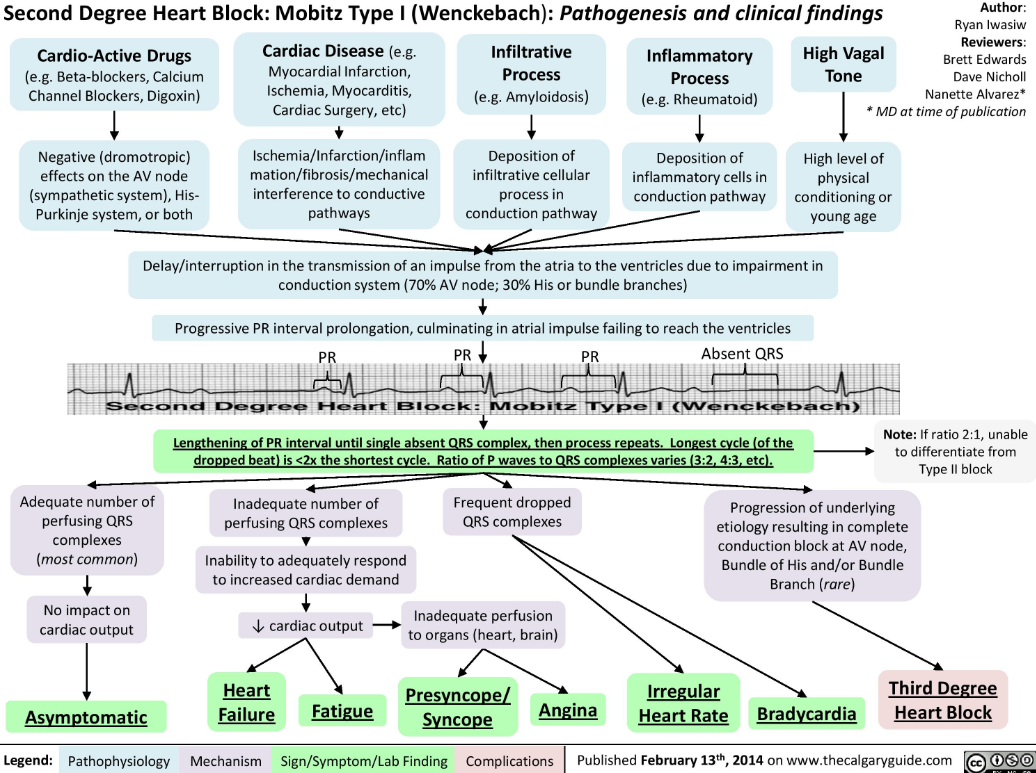 Second Degree Heart Block: Mobitz Type I (Wenckebach): Pathogenesis and clinical findings
Author:
Ryan Iwasiw
Reviewers:
Brett Edwards
Dave Nicholl
Nanette Alvarez*
* MD at time of publication
Cardio-Active Drugs
(e.g. Beta-blockers, Calcium
Channel Blockers, Digoxin)
Cardiac Disease (e.g.
Myocardial Infarction,
Ischemia, Myocarditis,
Cardiac Surgery, etc)
Infiltrative
Process
(e.g. Amyloidosis)
Inflammatory
Process
(e.g. Rheumatoid)
High Vagal
Tone
Negative (dromotropic)
effects on the AV node
(sympathetic system), His-
Purkinje system, or both
Ischemia/Infarction/inflam
mation/fibrosis/mechanical
interference to conductive
pathways
Deposition of
infiltrative cellular
process in
conduction pathway
Deposition of
inflammatory cells in
conduction pathway
High level of
physical
conditioning or
young age
Delay/interruption in the transmission of an impulse from the atria to the ventricles due to impairment in
conduction system (70% AV node; 30% His or bundle branches)
Progressive PR interval prolongation, culminating in atrial impulse failing to reach the ventricles
PR
PR
PR
Absent QRS
Second Degree Heart Block: Mobitz Type I (Wenckebach)
Lengthening of PR interval until single absent QRS complex, then process repeats. Longest cycle (of the
dropped beat) is <2x the shortest cycle. Ratio of P waves to QRS complexes varies (3:2, 4:3, etc).
Note: If ratio 2:1, unable
to differentiate from
Type II block
Adequate number of
perfusing QRS
complexes
(most common)
Inadequate number of
perfusing QRS complexes
Frequent dropped
QRS complexes
Progression of underlying
etiology resulting in complete
conduction block at AV node,
Bundle of His and/or Bundle
Branch (rare)
Inability to adequately respond
to increased cardiac demand
No impact on
cardiac output
↓ cardiac output
Inadequate perfusion
to organs (heart, brain)
Asymptomatic
Heart
Failure
Fatigue
Presyncope/
Syncope
Angina
Irregular
Heart Rate
Bradycardia
Third Degree
Heart Block
Legend:
Pathophysiology
Mechanism
Sign/Symptom/Lab Finding
Complications
Published February 13th, 2014 on www.thecalgaryguide.com
cc